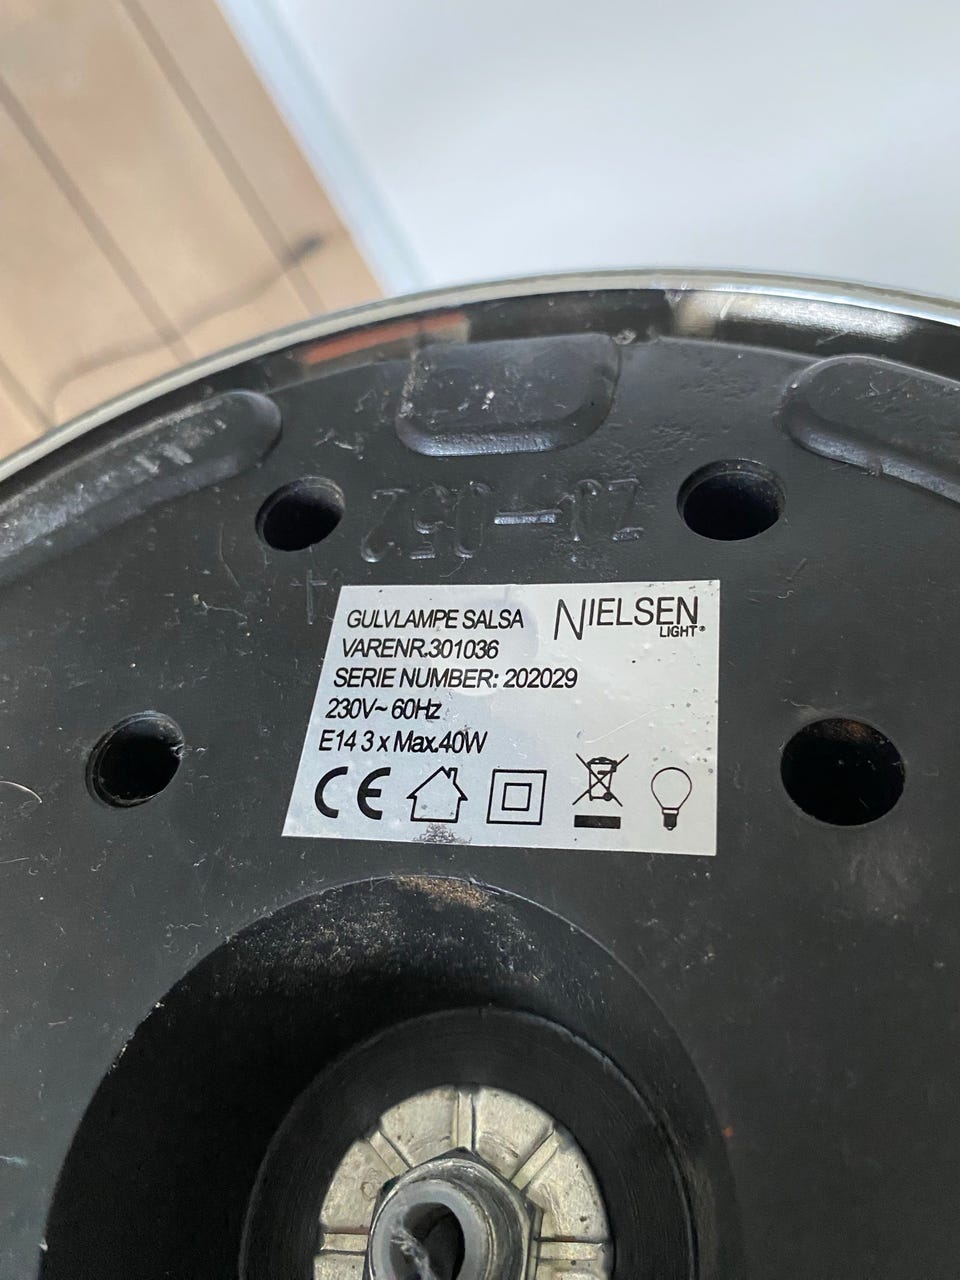 GULVLAMPE SALSA
NIELSEN
LIGHT®
VARENR.301036
SERIE NUMBER: 202029
230V~ 60Hz
E14 3 x Max.40W
CE